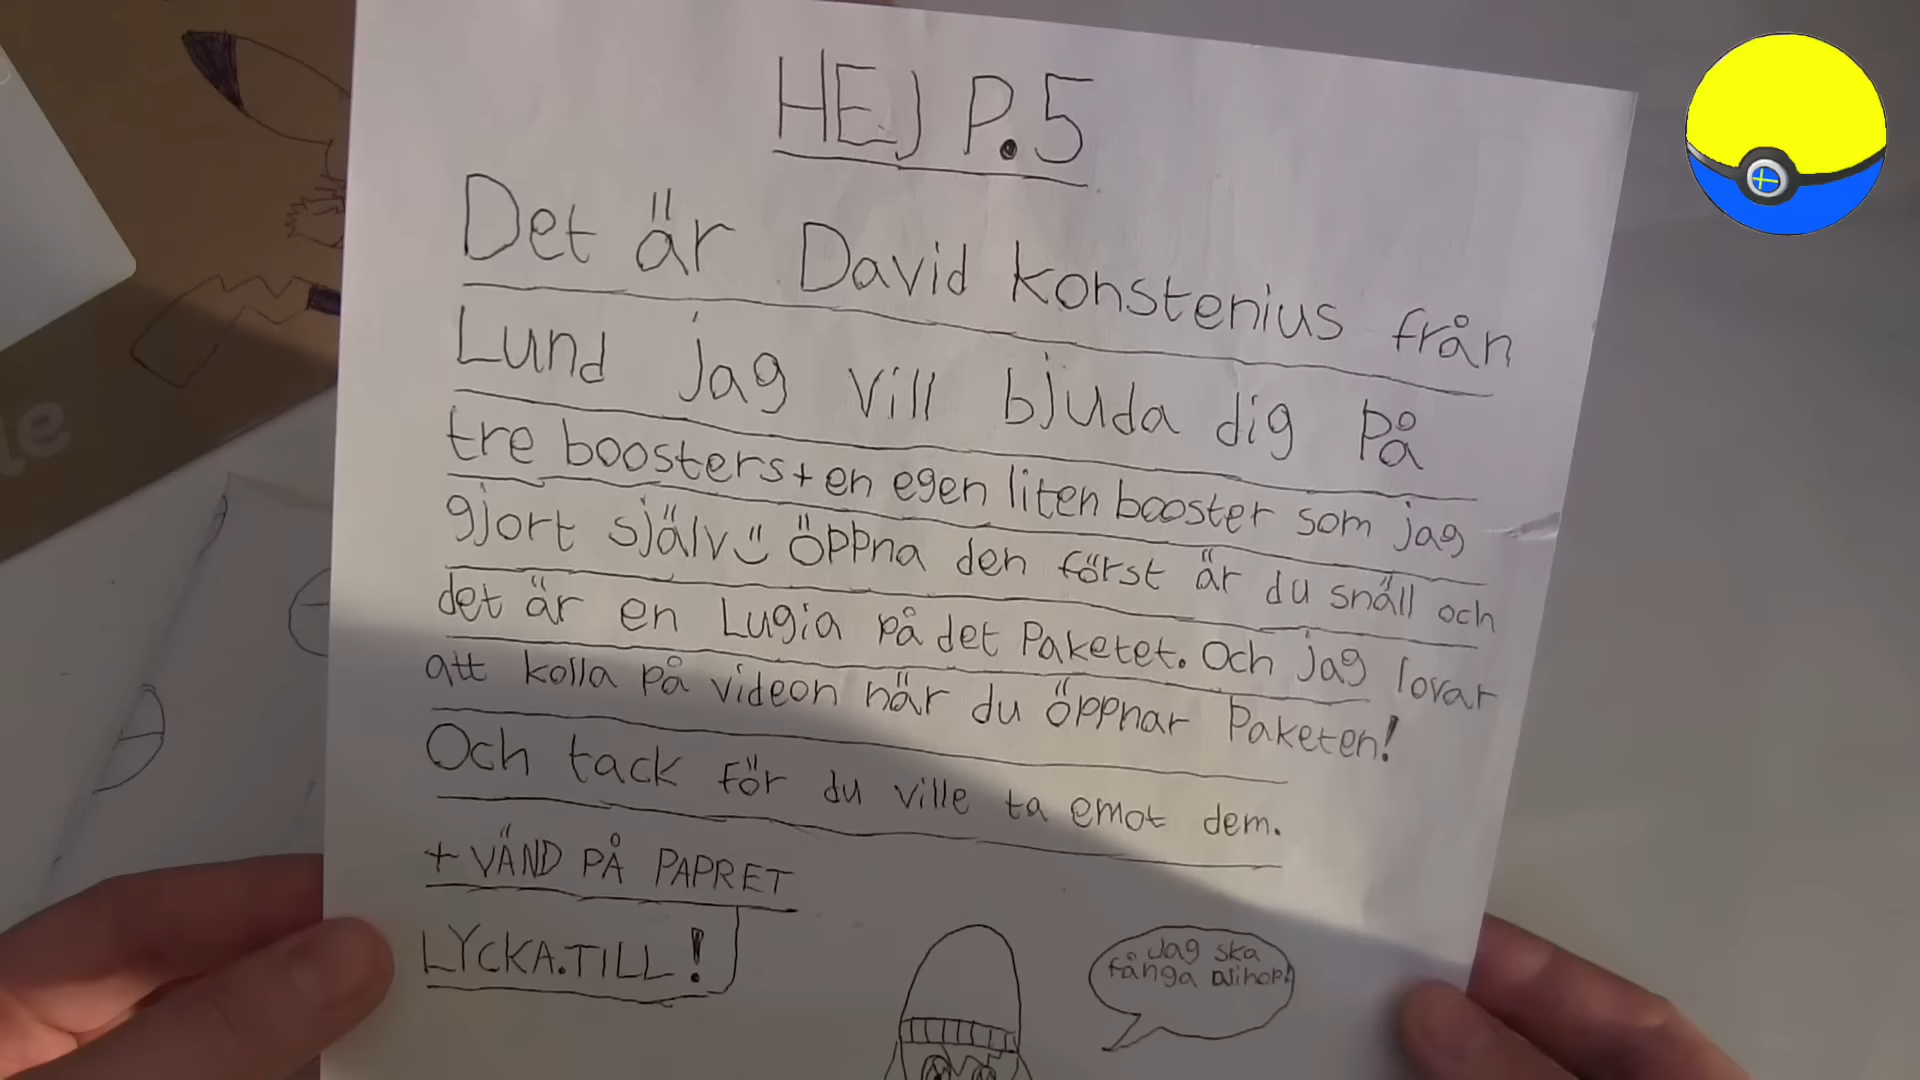 HEJ P.5
Det är David Konstenius från
Lund jag vill bjuda dig på
tre boosters + en egen liten booster som jag
gjort själv ü öppna den först är du snäll och
det är en Lugia på det Paketet. Och jag lovar
att kolla på videon när du öppnar Paketen!
Och tack för du ville ta emot dem.
+ VÄND PÅ PAPRET
LYCKA.TILL!
Jag ska
fånga allihop!
le